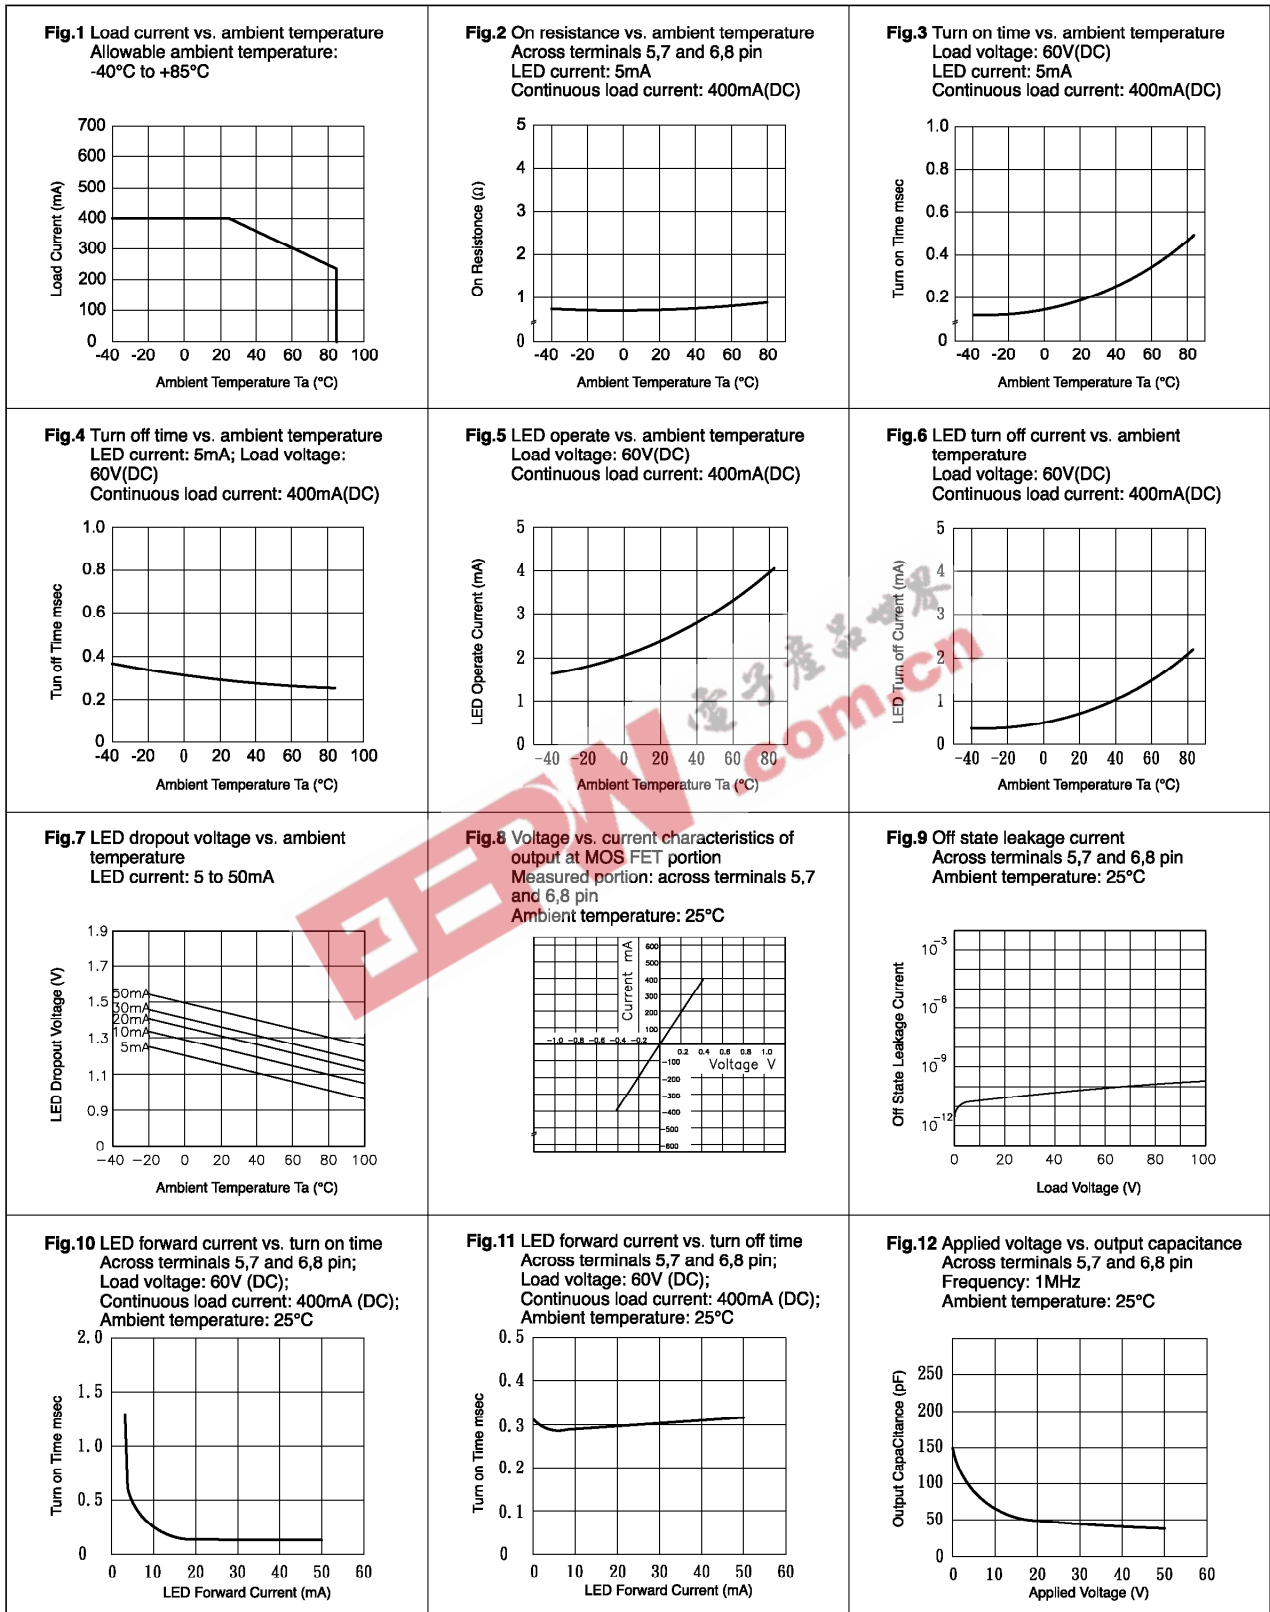 Fig.1 Load current vs. ambient temperature
Allowable ambient temperature:
-40°C to +85°C
700
600
500
400
300
200
100
0
-40 -20 0 20 40 60 80 100
Load Current (mA)
Ambient Temperature Ta (°C)
Fig.2 On resistance vs. ambient temperature
Across terminals 5,7 and 6,8 pin
LED current: 5mA
Continuous load current: 400mA(DC)
5
4
3
2
1
0
-40 -20 0 20 40 60 80
On Resistonce (Ω)
Ambient Temperature Ta (°C)
Fig.3 Turn on time vs. ambient temperature
Load voltage: 60V(DC)
LED current: 5mA
Continuous load current: 400mA(DC)
1.0
0.8
0.6
0.4
0.2
0
-40 -20 0 20 40 60 80
Turn on Time msec
Ambient Temperature Ta (°C)
Fig.4 Turn off time vs. ambient temperature
LED current: 5mA; Load voltage:
60V(DC)
Continuous load current: 400mA(DC)
1.0
0.8
0.6
0.4
0.2
0
-40 -20 0 20 40 60 80 100
Tun off Time msec
Ambient Temperature Ta (°C)
Fig.5 LED operate vs. ambient temperature
Load voltage: 60V(DC)
Continuous load current: 400mA(DC)
5
4
3
2
1
0
-40 -20 0 20 40 60 80
LED Operate Current (mA)
Ambient Temperature Ta (°C)
Fig.6 LED turn off current vs. ambient
temperature
Load voltage: 60V(DC)
Continuous load current: 400mA(DC)
5
4
3
2
1
0
-40 -20 0 20 40 60 80
LED Turn off Current (mA)
Ambient Temperature Ta (°C)
EEPW.com.cn
電子產品世界
Fig.7 LED dropout voltage vs. ambient
temperature
LED current: 5 to 50mA
1.9
1.7
1.5
1.3
1.1
0.9
0
50mA
30mA
20mA
10mA
5mA
-40 -20 0 20 40 60 80 100
LED Dropout Voltage (V)
Ambient Temperature Ta (°C)
Fig.8 Voltage vs. current characteristics of
output at MOS FET portion
Measured portion: across terminals 5,7
and 6,8 pin
Ambient temperature: 25°C
Current mA
600
400
300
200
100
-1.0 -0.8 -0.6 -0.4 -0.2
0.2 0.4 0.6 0.8 1.0
Voltage V
-100
-200
-300
-400
-500
-600
Fig.9 Off state leakage current
Across terminals 5,7 and 6,8 pin
Ambient temperature: 25°C
10⁻³
10⁻⁶
10⁻⁹
10⁻¹²
0 20 40 60 80 100
Off State Leakage Current
Load Voltage (V)
Fig.10 LED forward current vs. turn on time
Across terminals 5,7 and 6,8 pin;
Load voltage: 60V (DC);
Continuous load current: 400mA (DC);
Ambient temperature: 25°C
2.0
1.5
1.0
0.5
0
0 10 20 30 40 50 60
Turn on Time msec
LED Forward Current (mA)
Fig.11 LED forward current vs. turn off time
Across terminals 5,7 and 6,8 pin;
Load voltage: 60V (DC);
Continuous load current: 400mA (DC);
Ambient temperature: 25°C
0.5
0.4
0.3
0.2
0.1
0
0 10 20 30 40 50 60
Turn on Time msec
LED Forward Current (mA)
Fig.12 Applied voltage vs. output capacitance
Across terminals 5,7 and 6,8 pin
Frequency: 1MHz
Ambient temperature: 25°C
250
200
150
100
50
0
0 10 20 30 40 50 60
Output CapaCitance (pF)
Applied Voltage (V)